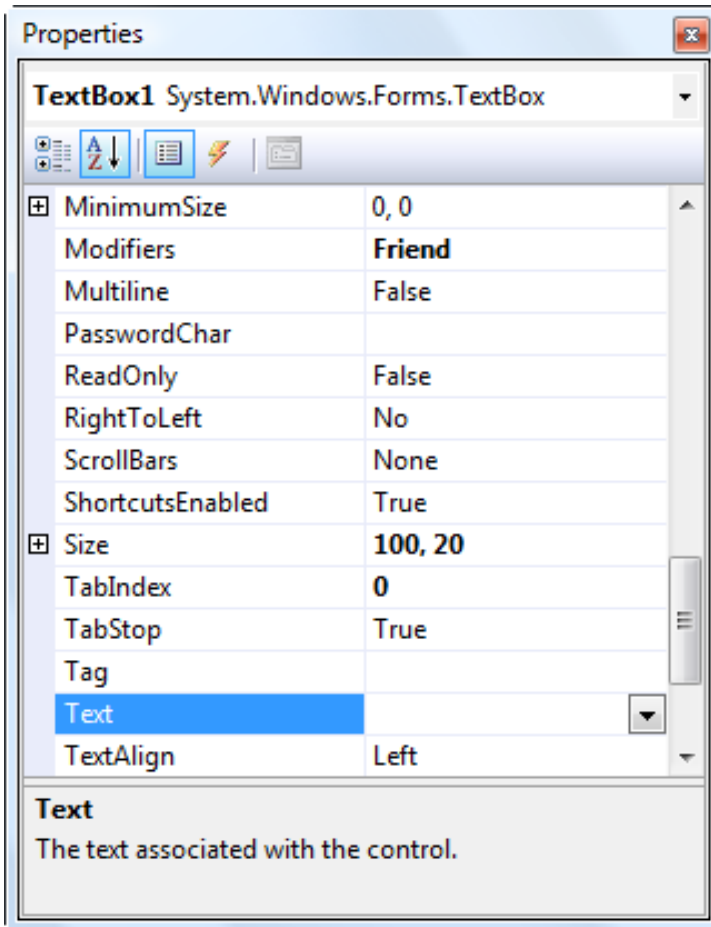 Properties
TextBox1 System.Windows.Forms.TextBox
MinimumSize 0, 0
Modifiers Friend
Multiline False
PasswordChar
ReadOnly False
RightToLeft No
ScrollBars None
ShortcutsEnabled True
Size 100, 20
TabIndex 0
TabStop True
Tag
Text
TextAlign Left
Text
The text associated with the control.